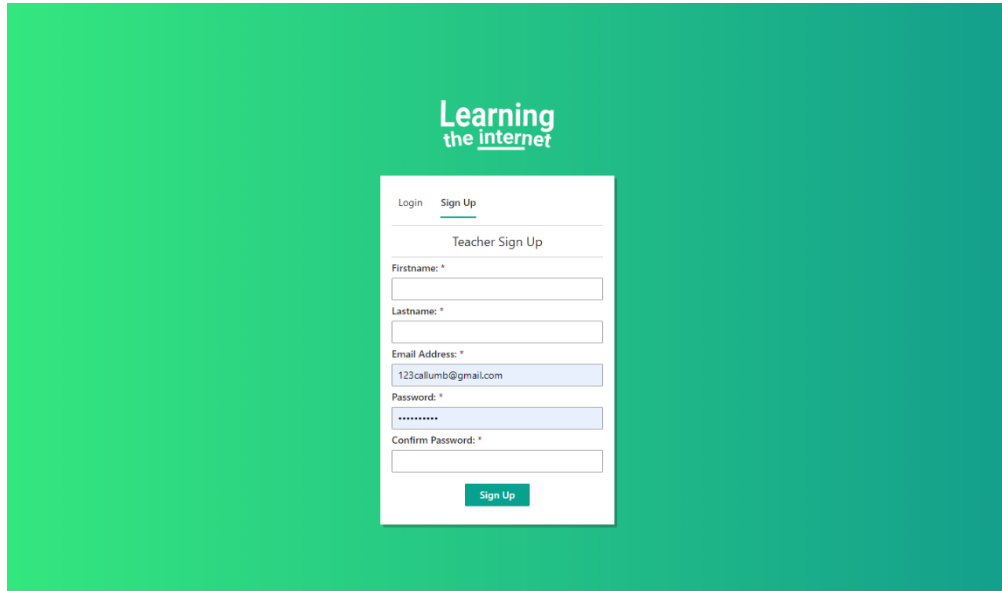 Learning
the internet
Login Sign Up
Teacher Sign Up
Firstname: *
Lastname: *
Email Address: *
123callumb@gmail.com
Password: *
••••••••••
Confirm Password: *
Sign Up